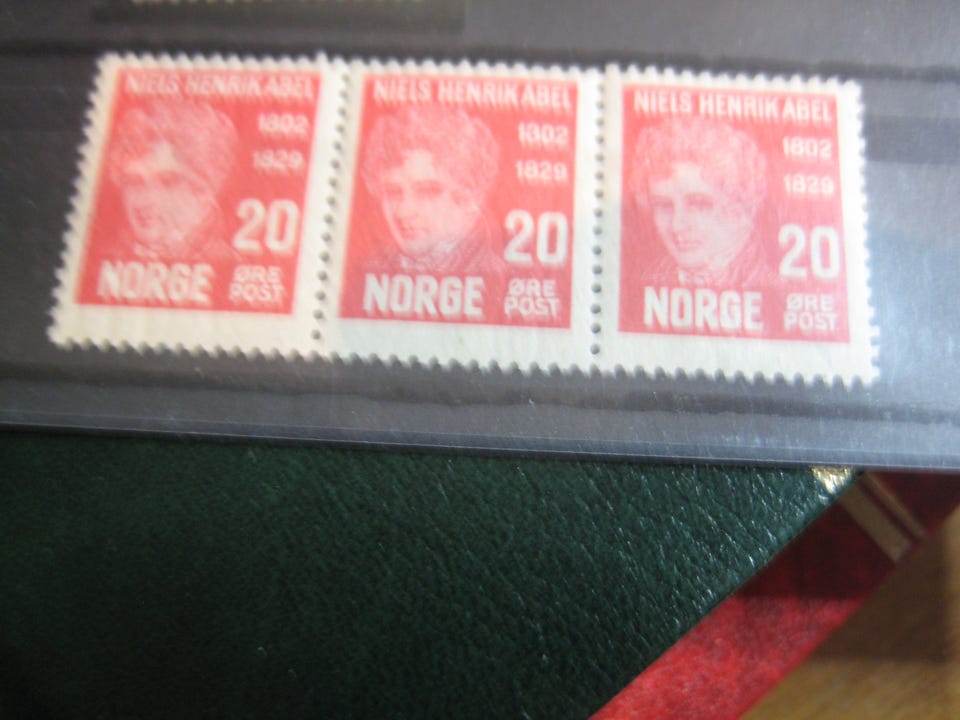 NIELS HENRIK ABEL
1802
1829
20
NORGE
ØRE
POST
NIELS HENRIK ABEL
1802
1829
20
NORGE
ØRE
POST
NIELS HENRIK ABEL
1802
1829
20
NORGE
ØRE
POST